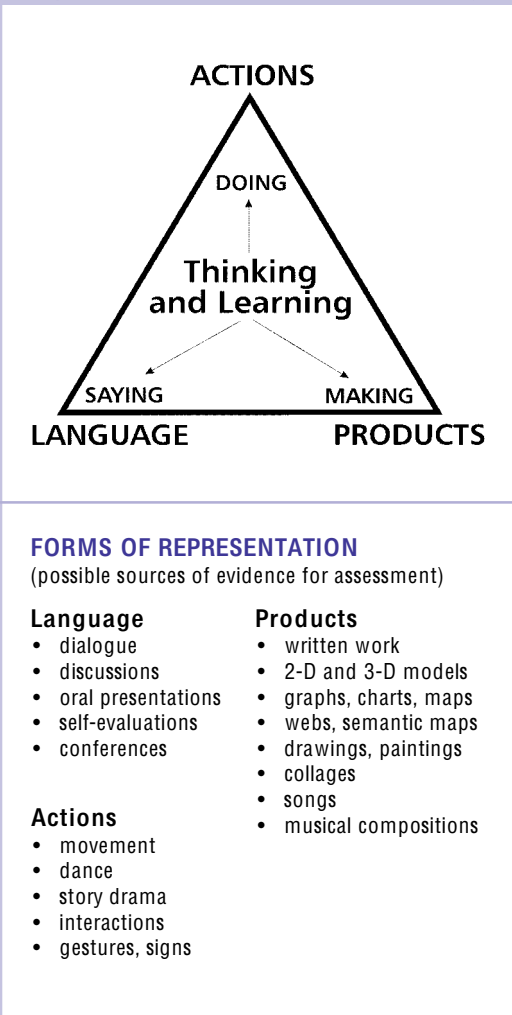 ACTIONS
DOING
Thinking
and Learning
SAYING
MAKING
LANGUAGE
PRODUCTS
FORMS OF REPRESENTATION
(possible sources of evidence for assessment)
Language
• dialogue
• discussions
• oral presentations
• self-evaluations
• conferences
Actions
• movement
• dance
• story drama
• interactions
• gestures, signs
Products
• written work
• 2-D and 3-D models
• graphs, charts, maps
• webs, semantic maps
• drawings, paintings
• collages
• songs
• musical compositions